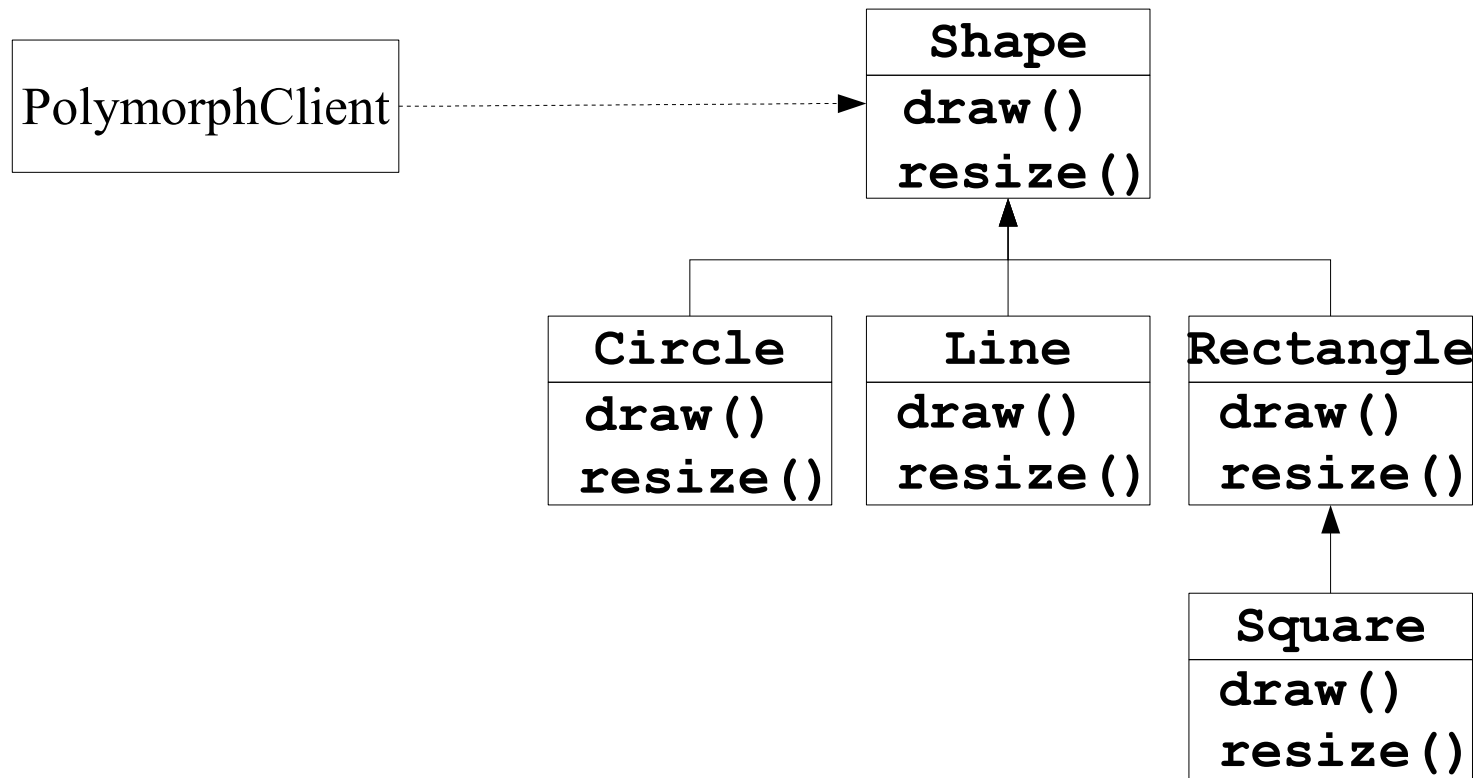 PolymorphClient
Shape
draw()
resize()
Circle
draw()
resize()
Line
draw()
resize()
Rectangle
draw()
resize()
Square
draw()
resize()